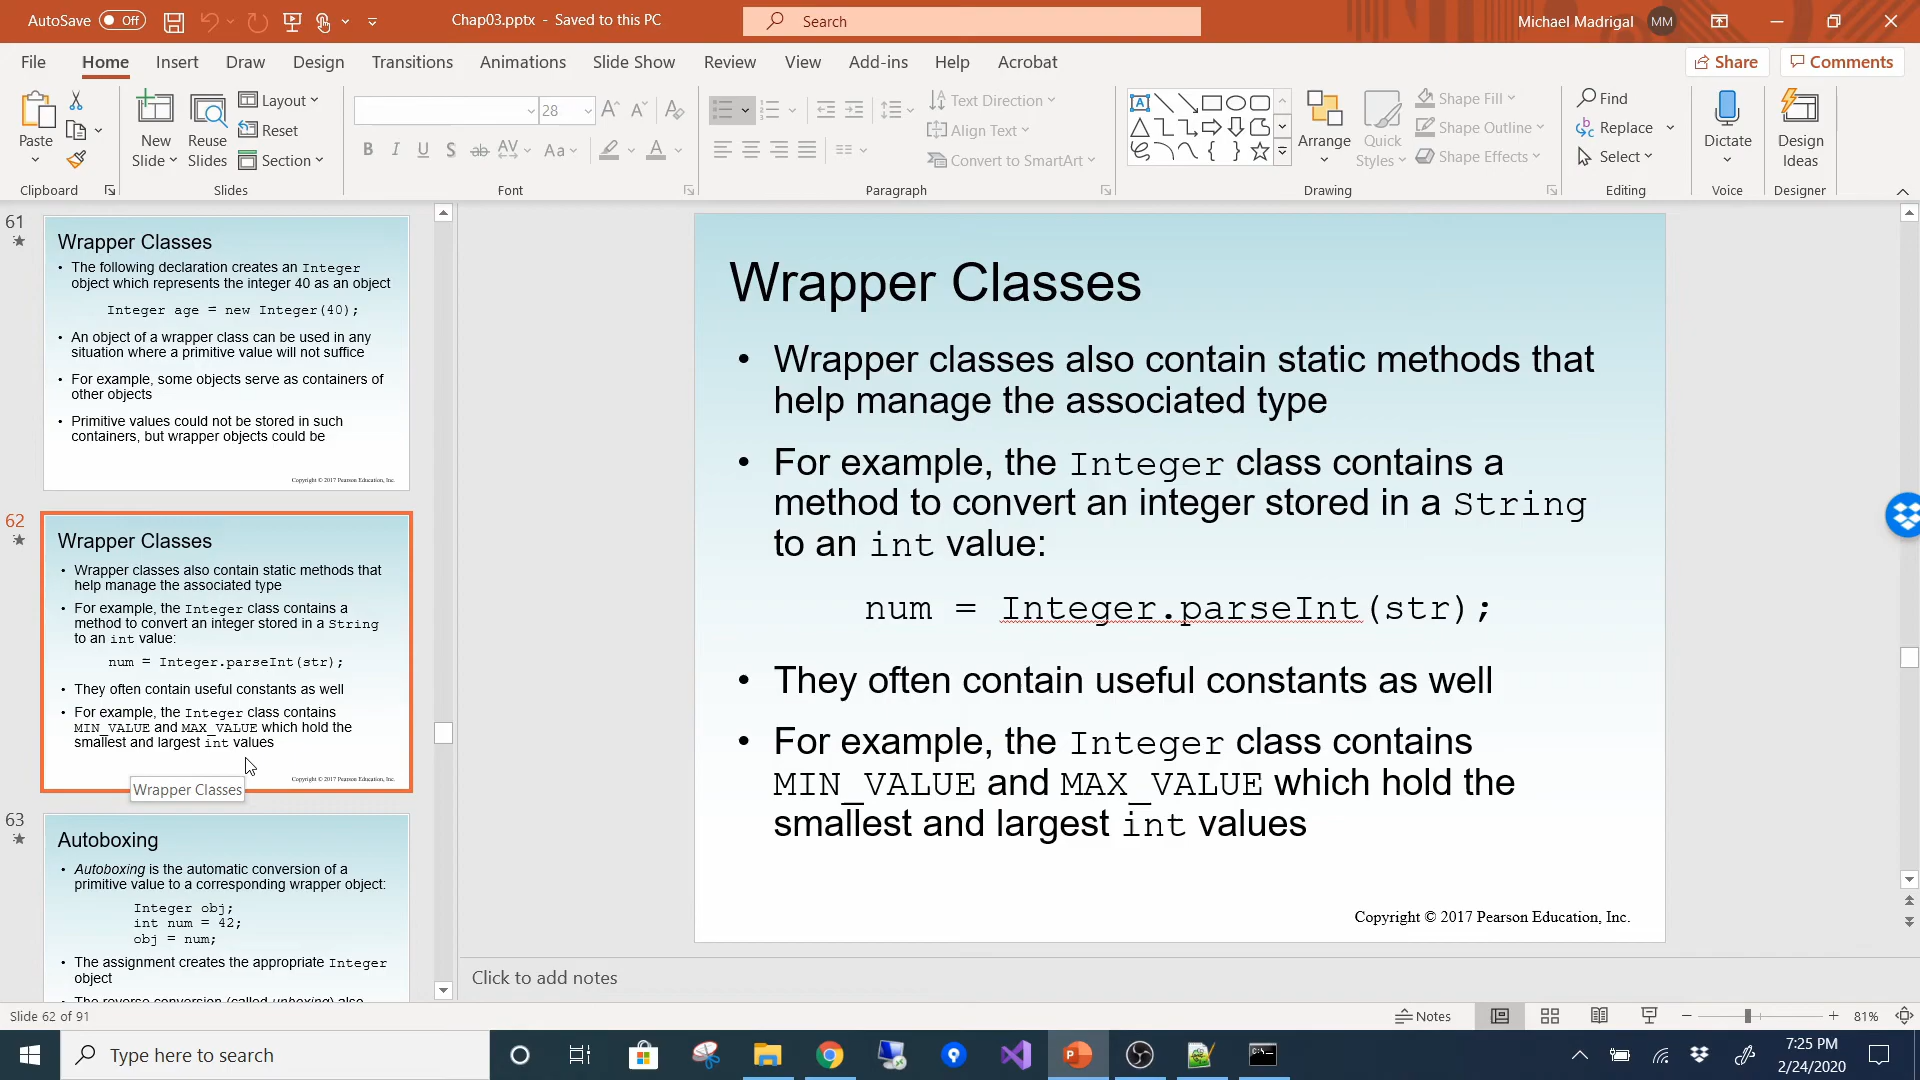 AutoSave Off
Chap03.pptx - Saved to this PC
Search
Michael Madrigal MM
File Home Insert Draw Design Transitions Animations Slide Show Review View Add-ins Help Acrobat
Share Comments
Paste
New
Slide
Reuse
Slides
Layout
Reset
Section
28
B I U S ab AV Aa A
Text Direction
Align Text
Convert to SmartArt
Arrange
Quick
Styles
Shape Fill
Shape Outline
Shape Effects
Find
Replace
Select
Dictate
Design
Ideas
Clipboard Slides Font Paragraph Drawing Editing Voice Designer
61
Wrapper Classes
• The following declaration creates an Integer
object which represents the integer 40 as an object
Integer age = new Integer(40);
• An object of a wrapper class can be used in any
situation where a primitive value will not suffice
• For example, some objects serve as containers of
other objects
• Primitive values could not be stored in such
containers, but wrapper objects could be
Copyright © 2017 Pearson Education, Inc.
62
Wrapper Classes
• Wrapper classes also contain static methods that
help manage the associated type
• For example, the Integer class contains a
method to convert an integer stored in a String
to an int value:
num = Integer.parseInt(str);
• They often contain useful constants as well
• For example, the Integer class contains
MIN_VALUE and MAX_VALUE which hold the
smallest and largest int values
Copyright © 2017 Pearson Education, Inc.
Wrapper Classes
63
Autoboxing
• Autoboxing is the automatic conversion of a
primitive value to a corresponding wrapper object:
Integer obj;
int num = 42;
obj = num;
• The assignment creates the appropriate Integer
object
• The reverse conversion (called unboxing) also
Wrapper Classes
• Wrapper classes also contain static methods that
help manage the associated type
• For example, the Integer class contains a
method to convert an integer stored in a String
to an int value:
num = Integer.parseInt(str);
• They often contain useful constants as well
• For example, the Integer class contains
MIN_VALUE and MAX_VALUE which hold the
smallest and largest int values
Copyright © 2017 Pearson Education, Inc.
Click to add notes
Slide 62 of 91
Notes
81%
Type here to search
7:25 PM
2/24/2020